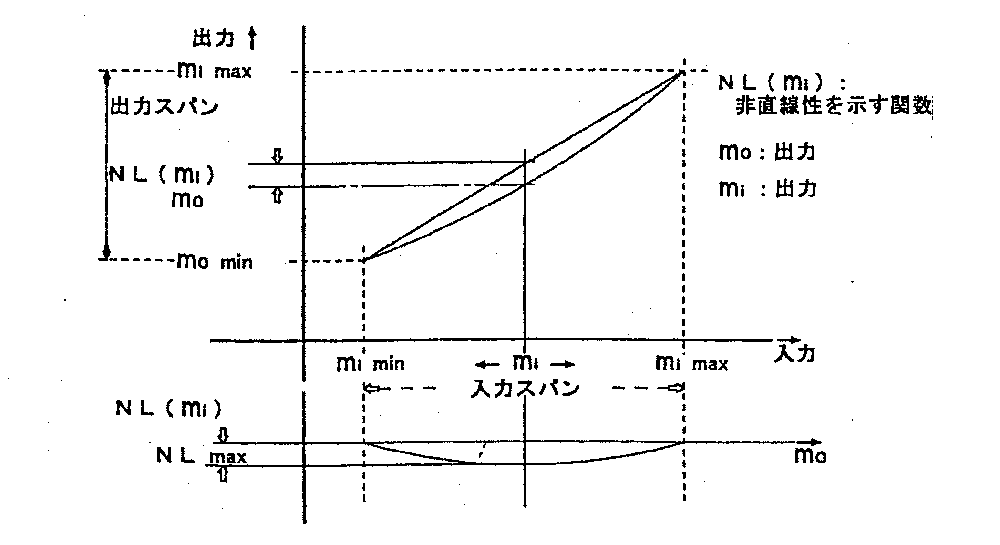 出力 ↑
mi max
出力スパン
NL(mi)
mo
mo min
NL(mi) :
非直線性を示す関数
mo : 出力
mi : 出力
入力
mi min ← mi → mi max
入力スパン
NL(mi)
NL max
mo